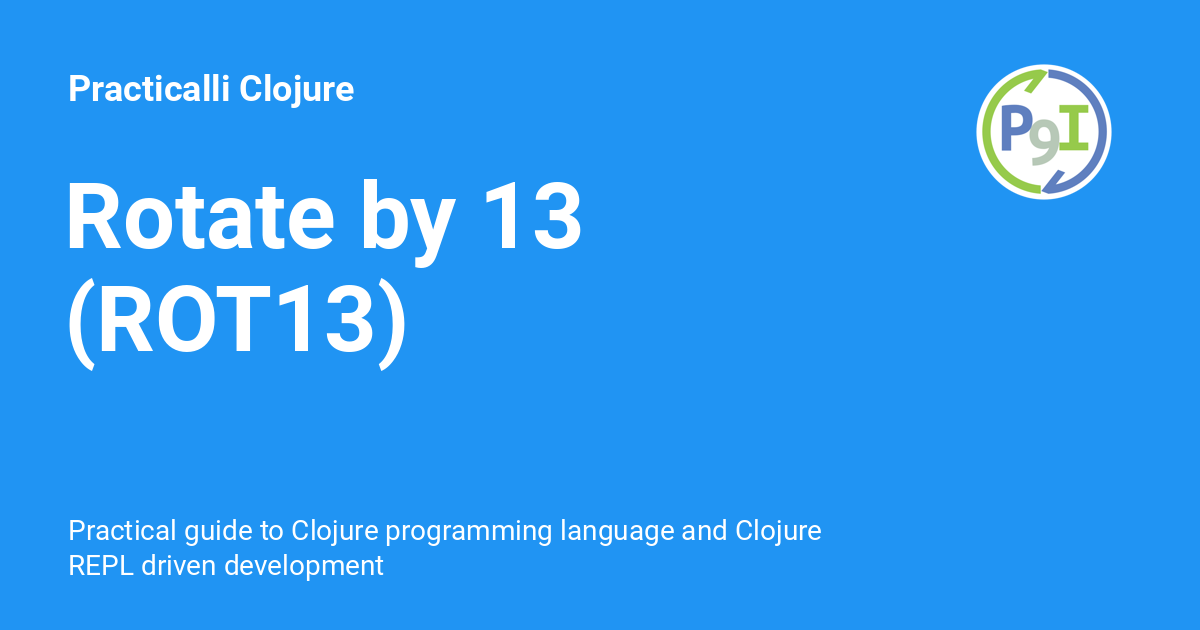 Practicalli Clojure
P9I
Rotate by 13
(ROT13)
Practical guide to Clojure programming language and Clojure
REPL driven development